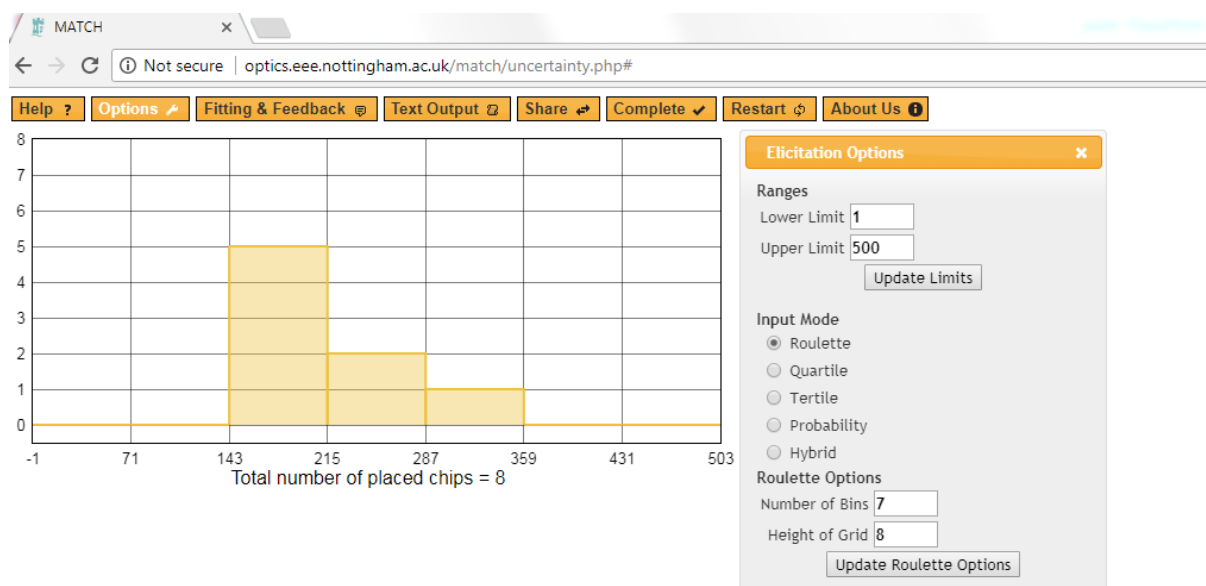 MATCH ×
Not secure | optics.eee.nottingham.ac.uk/match/uncertainty.php#
Help ? Options Fitting & Feedback Text Output Share Complete Restart About Us
8
7
6
5
4
3
2
1
0
-1 71 143 215 287 359 431 503
Total number of placed chips = 8
Elicitation Options ×
Ranges
Lower Limit 1
Upper Limit 500
Update Limits
Input Mode
Roulette
Quartile
Tertile
Probability
Hybrid
Roulette Options
Number of Bins 7
Height of Grid 8
Update Roulette Options